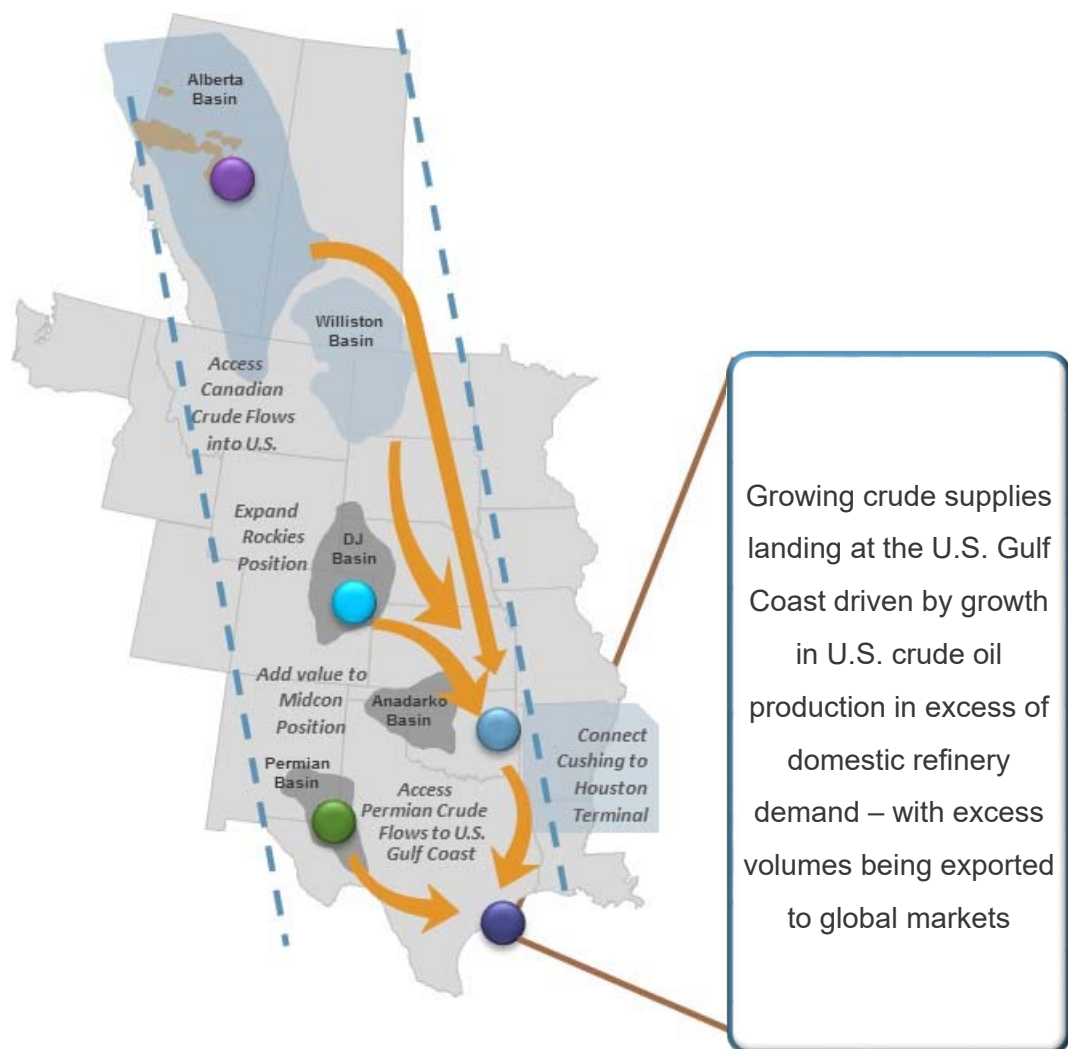 Alberta
Basin
Williston
Basin
Access
Canadian
Crude Flows
into U.S.
Expand
Rockies
Position
DJ
Basin
Add value to
Midcon
Position
Anadarko
Basin
Permian
Basin
Access
Permian Crude
Flows to U.S.
Gulf Coast
Connect
Cushing to
Houston
Terminal
Growing crude supplies
landing at the U.S. Gulf
Coast driven by growth
in U.S. crude oil
production in excess of
domestic refinery
demand – with excess
volumes being exported
to global markets